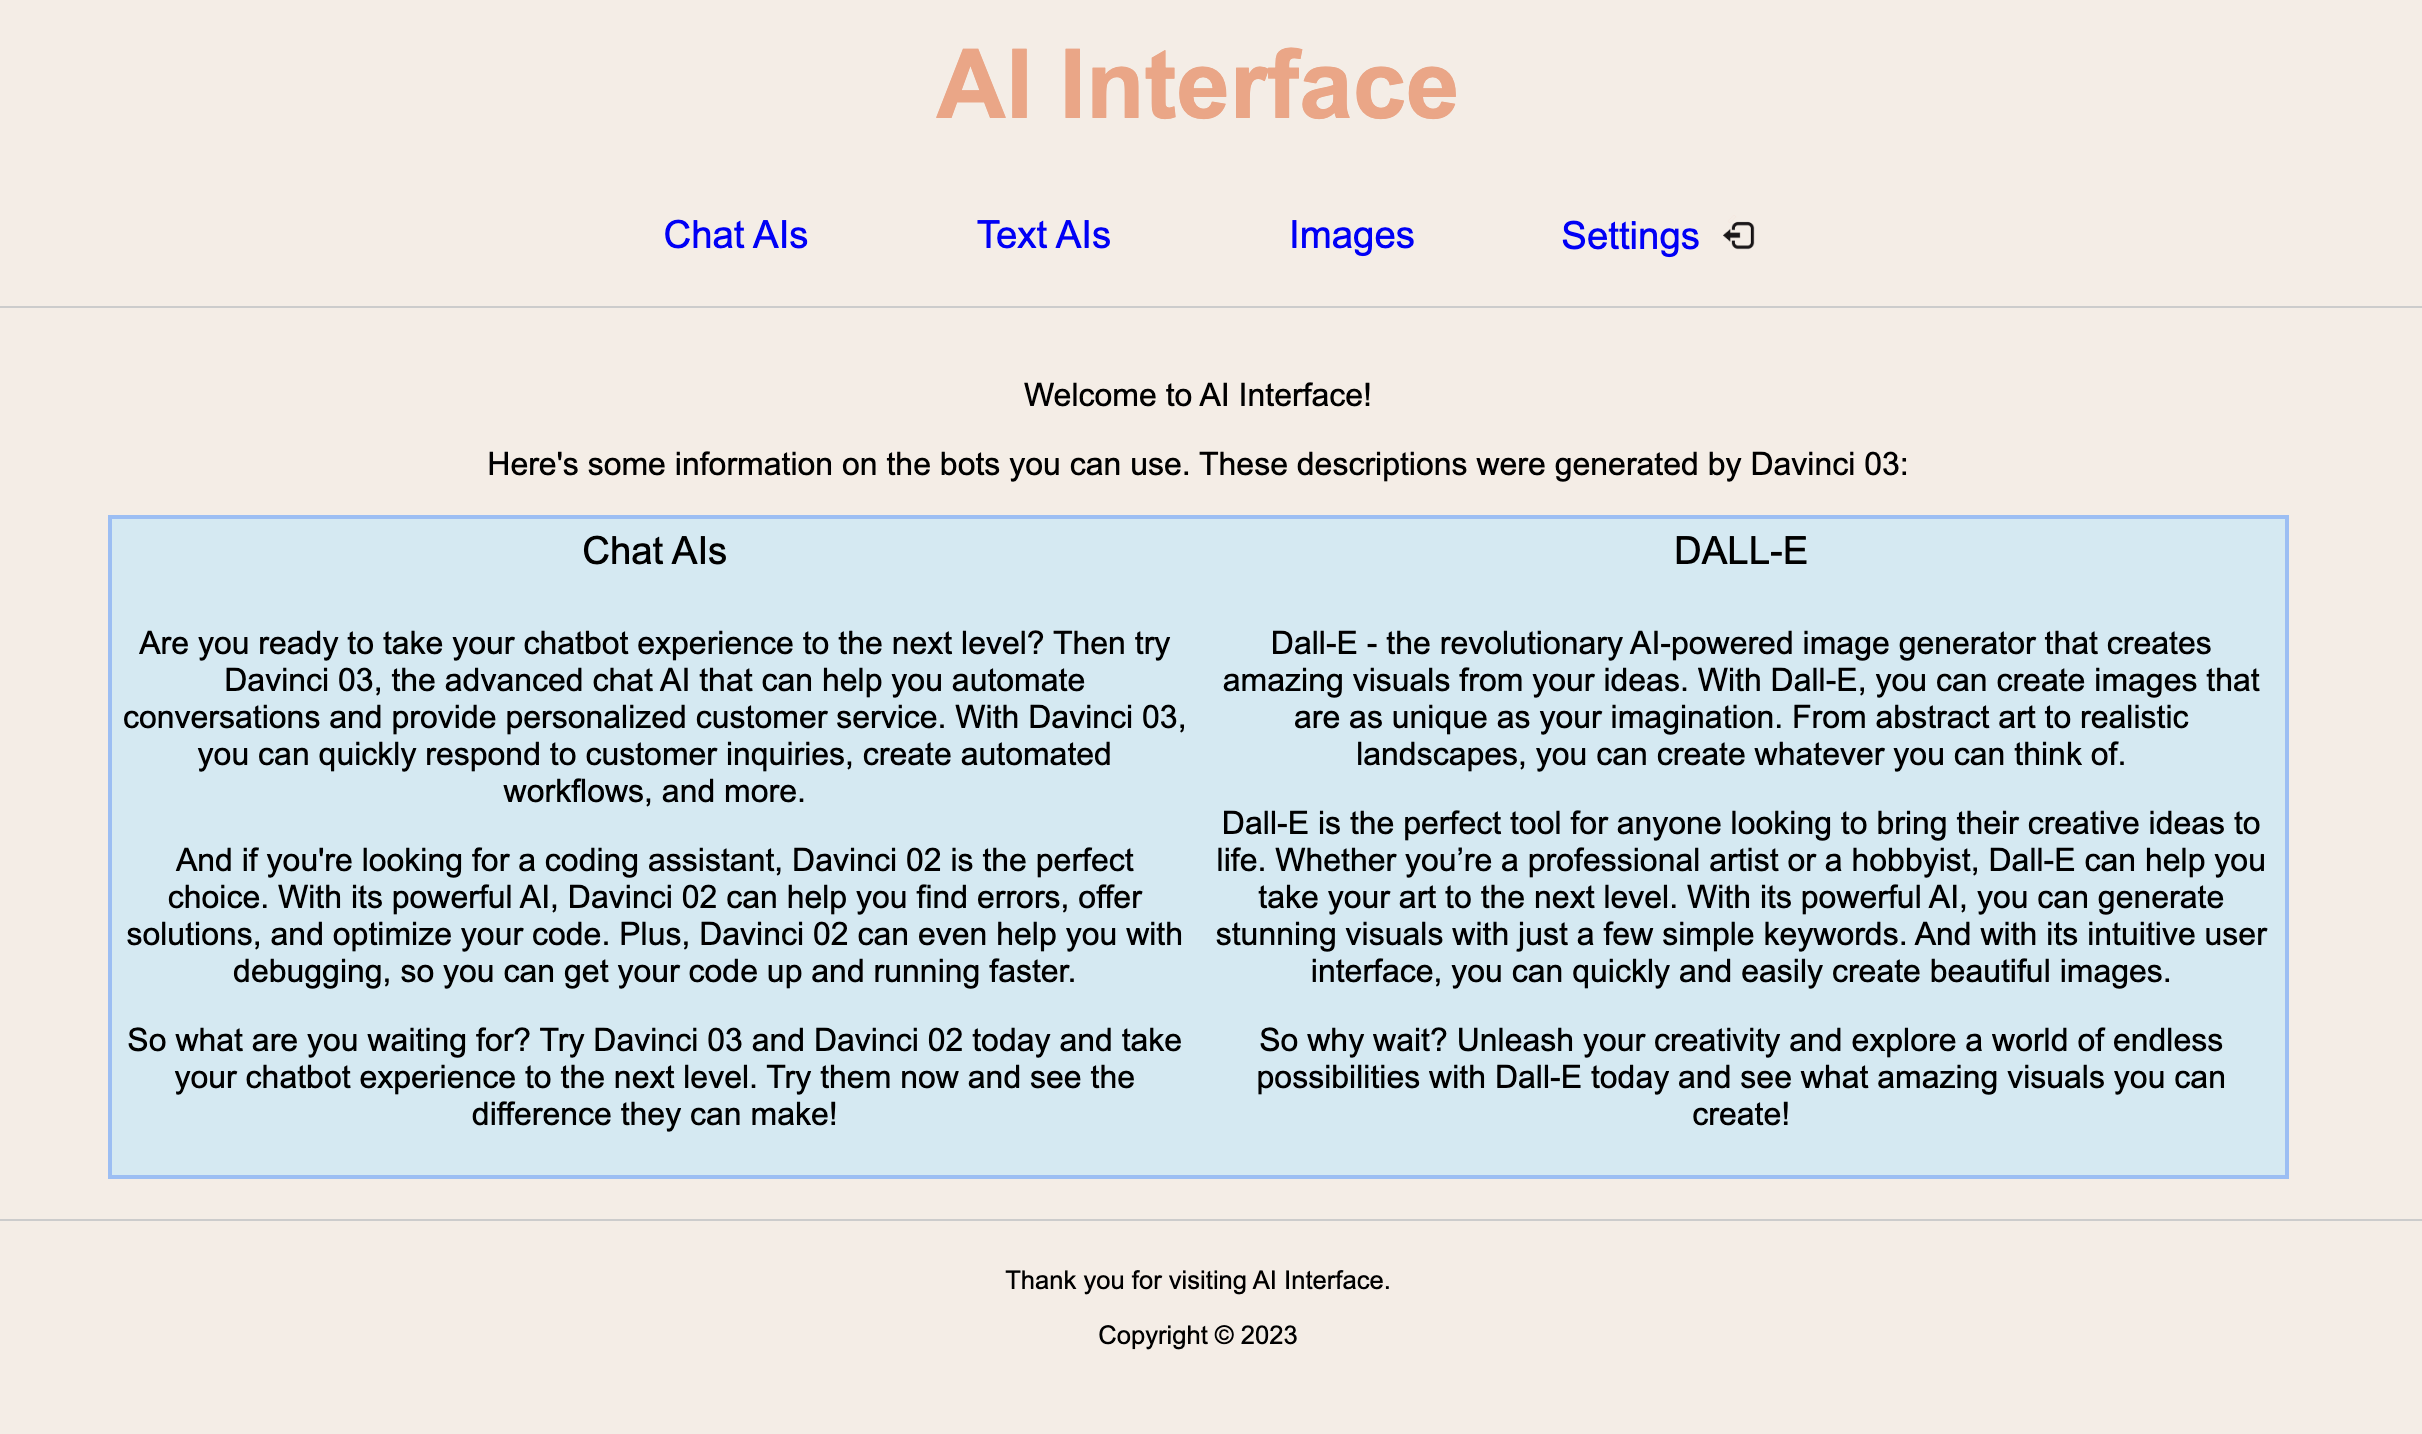 AI Interface
Chat AIs
Text AIs
Images
Settings
Welcome to AI Interface!
Here's some information on the bots you can use. These descriptions were generated by Davinci 03:
Chat AIs
Are you ready to take your chatbot experience to the next level? Then try
Davinci 03, the advanced chat AI that can help you automate
conversations and provide personalized customer service. With Davinci 03,
you can quickly respond to customer inquiries, create automated
workflows, and more.
And if you're looking for a coding assistant, Davinci 02 is the perfect
choice. With its powerful AI, Davinci 02 can help you find errors, offer
solutions, and optimize your code. Plus, Davinci 02 can even help you with
debugging, so you can get your code up and running faster.
So what are you waiting for? Try Davinci 03 and Davinci 02 today and take
your chatbot experience to the next level. Try them now and see the
difference they can make!
DALL-E
Dall-E - the revolutionary AI-powered image generator that creates
amazing visuals from your ideas. With Dall-E, you can create images that
are as unique as your imagination. From abstract art to realistic
landscapes, you can create whatever you can think of.
Dall-E is the perfect tool for anyone looking to bring their creative ideas to
life. Whether you’re a professional artist or a hobbyist, Dall-E can help you
take your art to the next level. With its powerful AI, you can generate
stunning visuals with just a few simple keywords. And with its intuitive user
interface, you can quickly and easily create beautiful images.
So why wait? Unleash your creativity and explore a world of endless
possibilities with Dall-E today and see what amazing visuals you can
create!
Thank you for visiting AI Interface.
Copyright © 2023